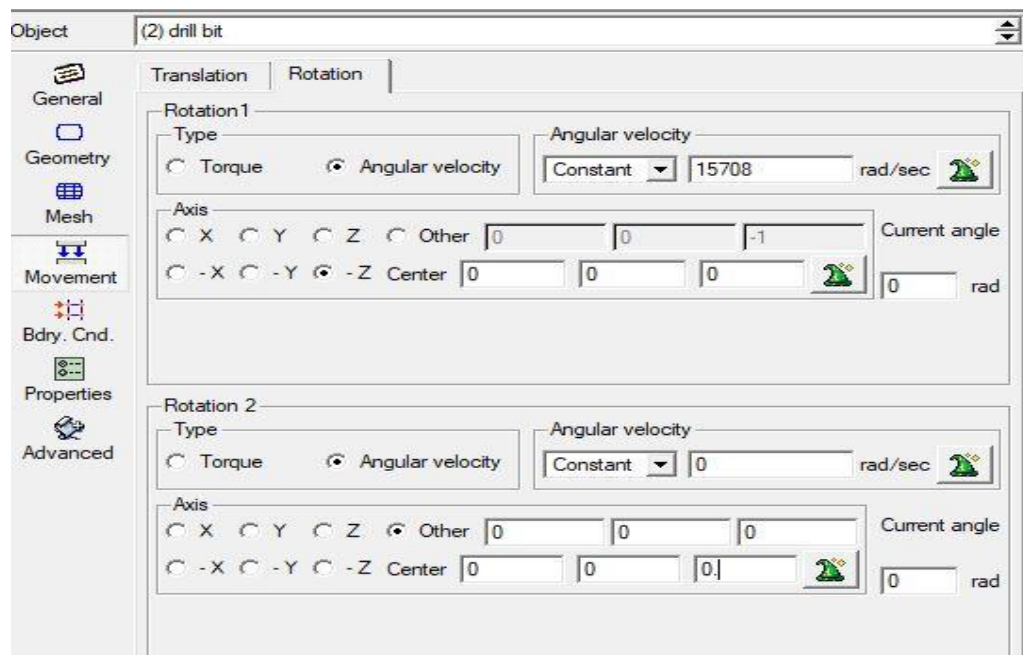 Object (2) drill bit
General
Geometry
Mesh
Movement
Bdry. Cnd.
Properties
Advanced
Translation Rotation
Rotation1
Type
Torque Angular velocity
Angular velocity
Constant 15708 rad/sec
Axis
X Y Z Other 0 0 -1
-X -Y -Z Center 0 0 0
Current angle
0 rad
Rotation 2
Type
Torque Angular velocity
Angular velocity
Constant 0 rad/sec
Axis
X Y Z Other 0 0 0
-X -Y -Z Center 0 0 0.
Current angle
0 rad